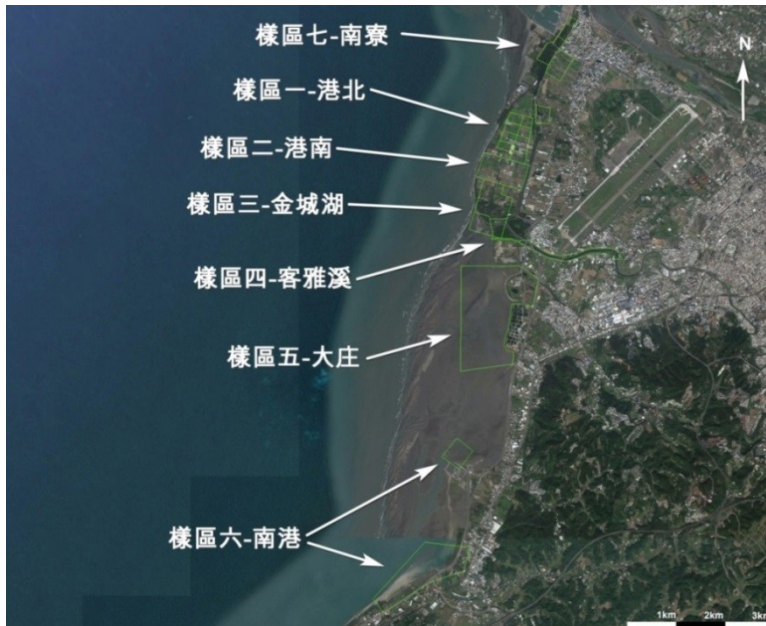 樣區七-南寮
N
樣區一-港北
樣區二-港南
樣區三-金城湖
樣區四-客雅溪
樣區五-大庄
樣區六-南港
1km 2km 3km